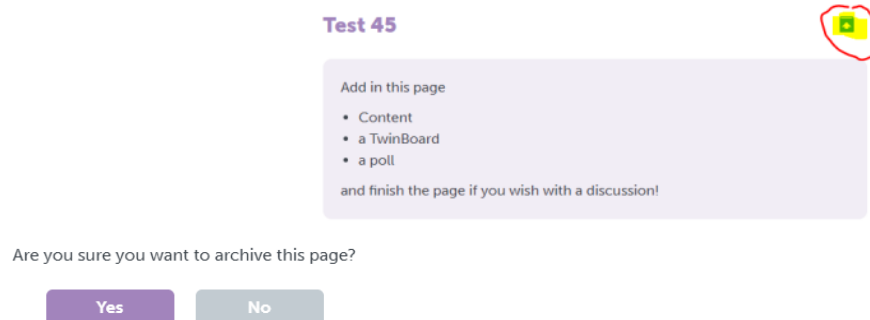 Test 45
Add in this page
• Content
• a TwinBoard
• a poll
and finish the page if you wish with a discussion!
Are you sure you want to archive this page?
Yes
No